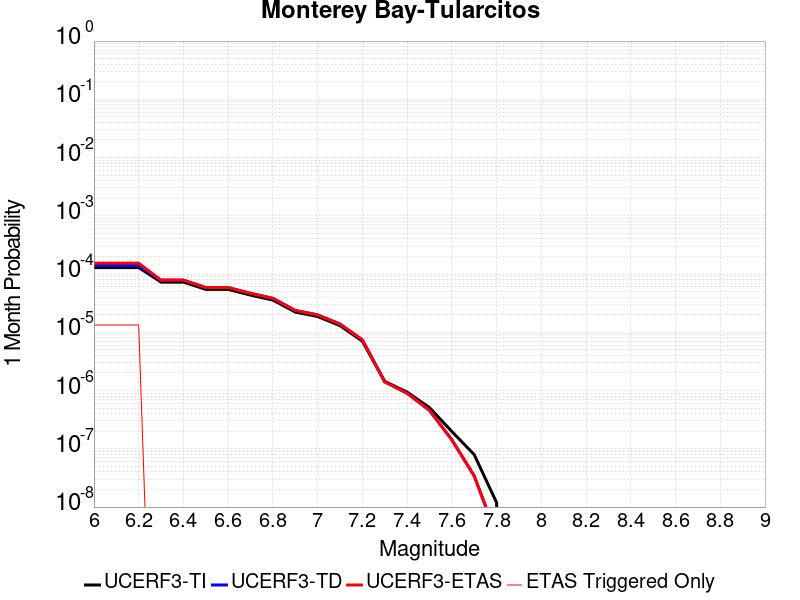 Monterey Bay-Tularcitos
10^0
10^-1
10^-2
10^-3
10^-4
10^-5
10^-6
10^-7
10^-8
1 Month Probability
6 6.2 6.4 6.6 6.8 7 7.2 7.4 7.6 7.8 8 8.2 8.4 8.6 8.8 9
Magnitude
UCERF3-TI UCERF3-TD UCERF3-ETAS ETAS Triggered Only